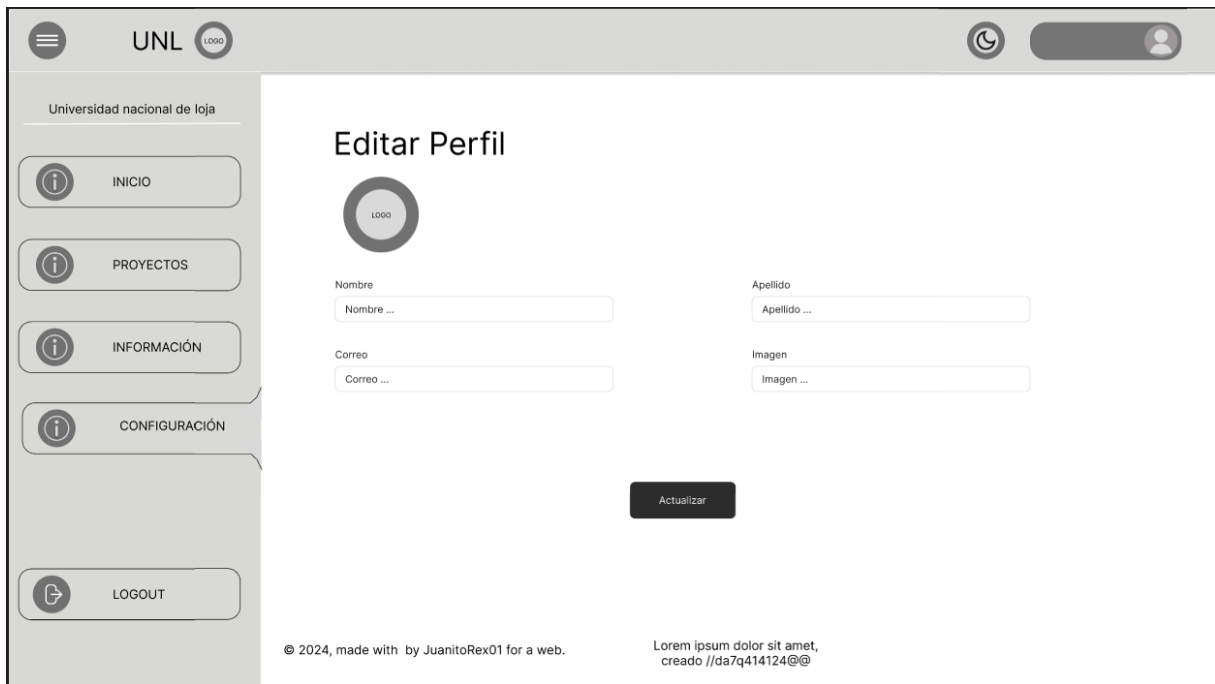 UNL LOGO
Universidad nacional de loja
INICIO
PROYECTOS
INFORMACIÓN
CONFIGURACIÓN
LOGOUT
Editar Perfil
LOGO
Nombre
Nombre ...
Apellido
Apellido ...
Correo
Correo ...
Imagen
Imagen ...
Actualizar
© 2024, made with  by JuanitoRex01 for a web.
Lorem ipsum dolor sit amet,
creado //da7q414124@@